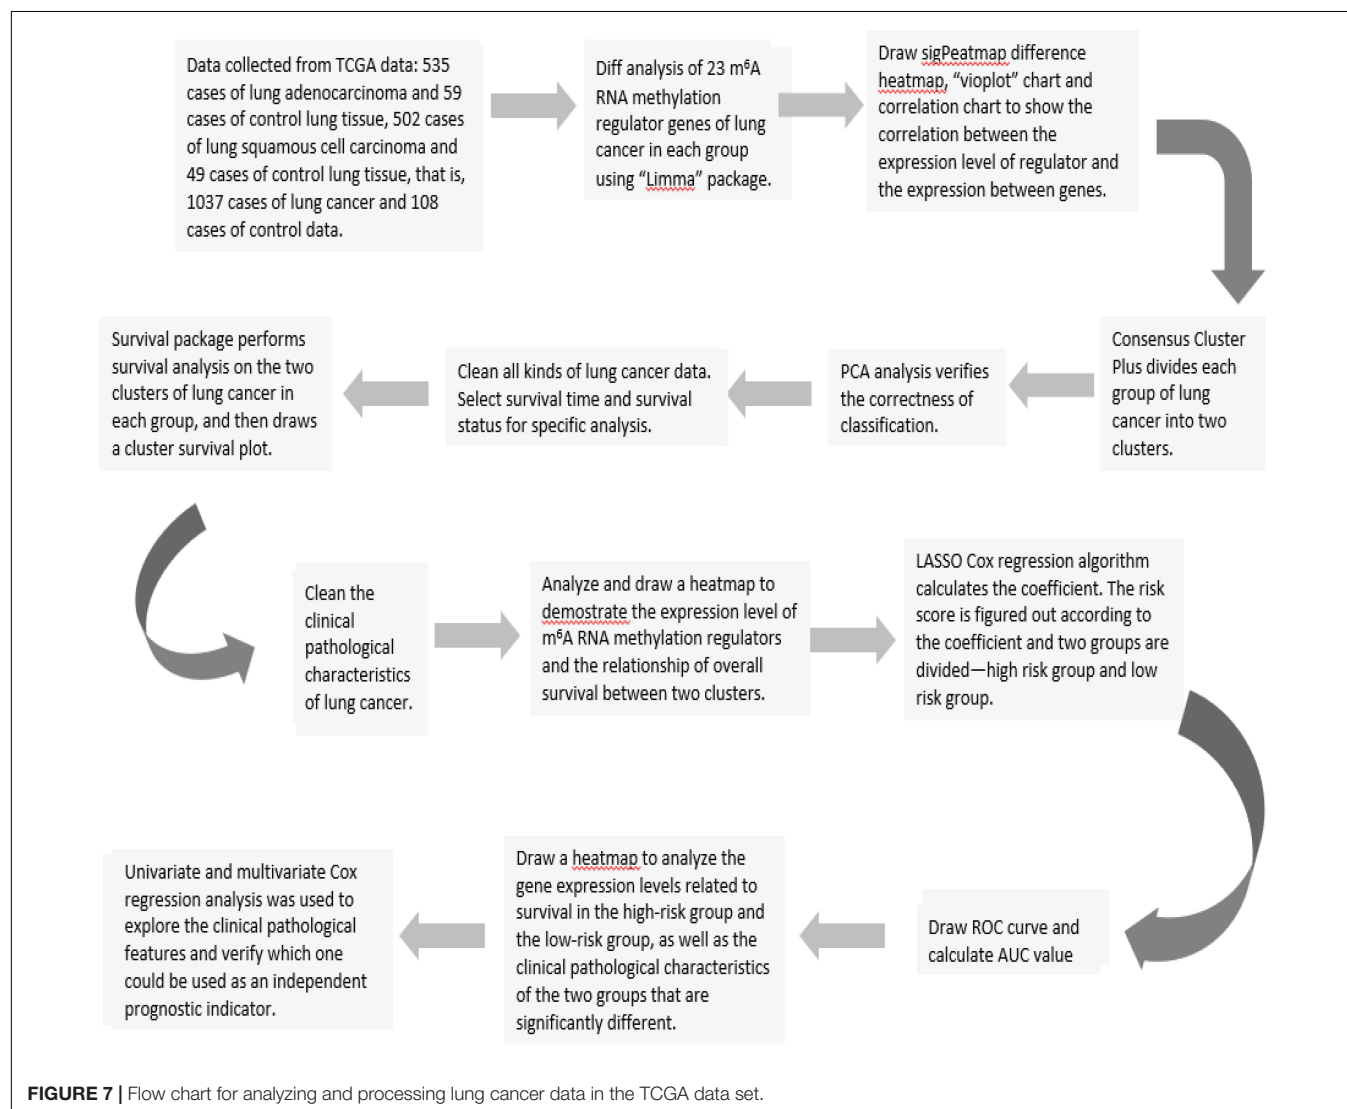 Data collected from TCGA data: 535
cases of lung adenocarcinoma and 59
cases of control lung tissue, 502 cases
of lung squamous cell carcinoma and
49 cases of control lung tissue, that is,
1037 cases of lung cancer and 108
cases of control data.
Diff analysis of 23 m⁶A
RNA methylation
regulator genes of lung
cancer in each group
using “Limma” package.
Draw sigPeatmap difference
heatmap, “vioplot” chart and
correlation chart to show the
correlation between the
expression level of regulator and
the expression between genes.
Consensus Cluster
Plus divides each
group of lung
cancer into two
clusters.
PCA analysis verifies
the correctness of
classification.
Clean all kinds of lung cancer data.
Select survival time and survival
status for specific analysis.
Survival package performs
survival analysis on the two
clusters of lung cancer in
each group, and then draws
a cluster survival plot.
Clean the
clinical
pathological
characteristics
of lung cancer.
Analyze and draw a heatmap to
demostrate the expression level of
m⁶A RNA methylation regulators
and the relationship of overall
survival between two clusters.
LASSO Cox regression algorithm
calculates the coefficient. The risk
score is figured out according to
the coefficient and two groups are
divided—high risk group and low
risk group.
Draw ROC curve and
calculate AUC value
Draw a heatmap to analyze the
gene expression levels related to
survival in the high-risk group and
the low-risk group, as well as the
clinical pathological characteristics
of the two groups that are
significantly different.
Univariate and multivariate Cox
regression analysis was used to
explore the clinical pathological
features and verify which one
could be used as an independent
prognostic indicator.
FIGURE 7 | Flow chart for analyzing and processing lung cancer data in the TCGA data set.